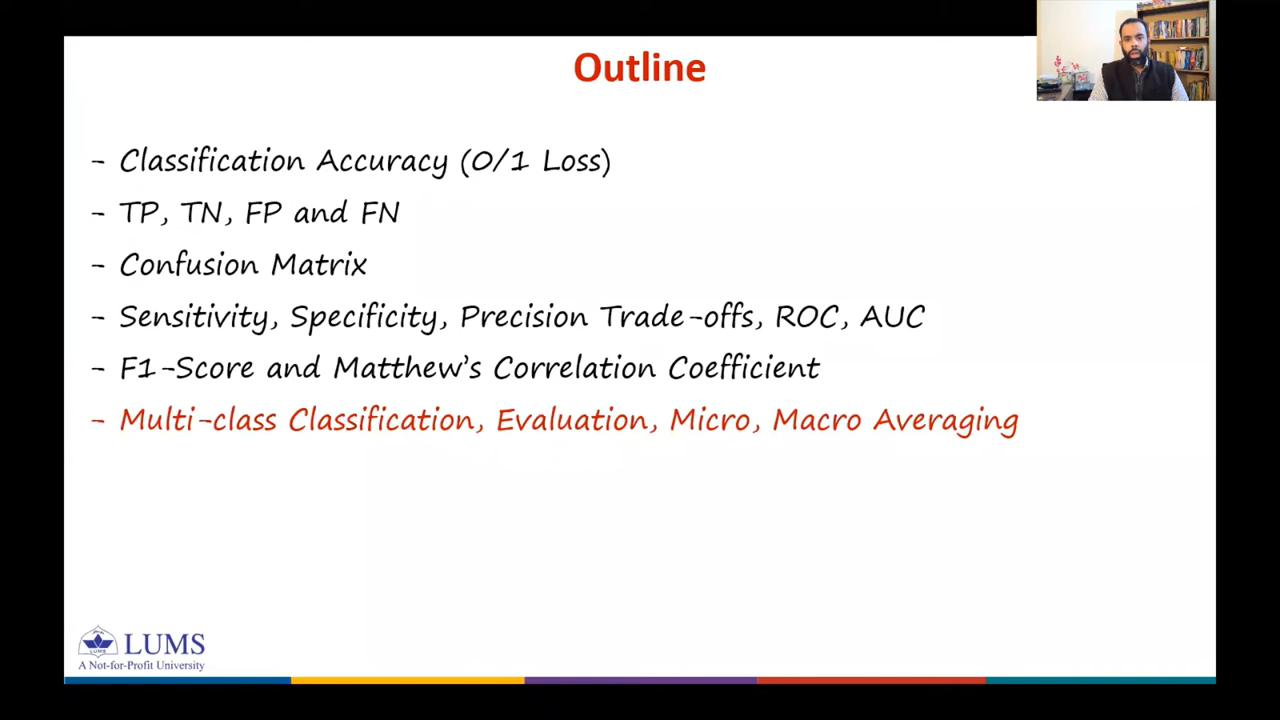 Outline
- Classification Accuracy (0/1 Loss)
- TP, TN, FP and FN
- Confusion Matrix
- Sensitivity, Specificity, Precision Trade-offs, ROC, AUC
- F1-Score and Matthew's Correlation Coefficient
- Multi-class Classification, Evaluation, Micro, Macro Averaging
LUMS
A Not-for-Profit University